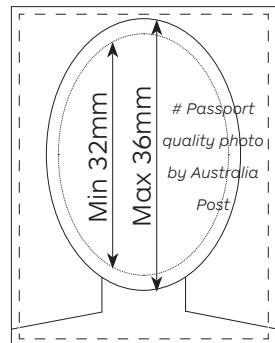 Min 32mm
Max 36mm
# Passport
quality photo
by Australia
Post